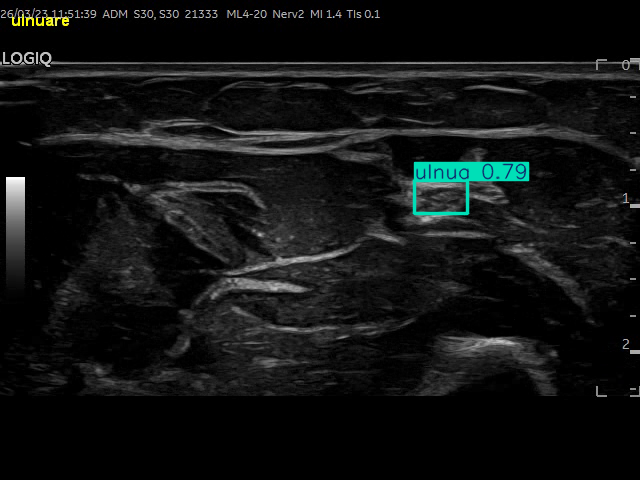 26/03/23 11:51:39 ADM S30, S30 21333 ML4-20 Nerv2 MI 1.4 TIs 0.1
ulnuare
LOGIQ
0
ulnua 0.79
1
2